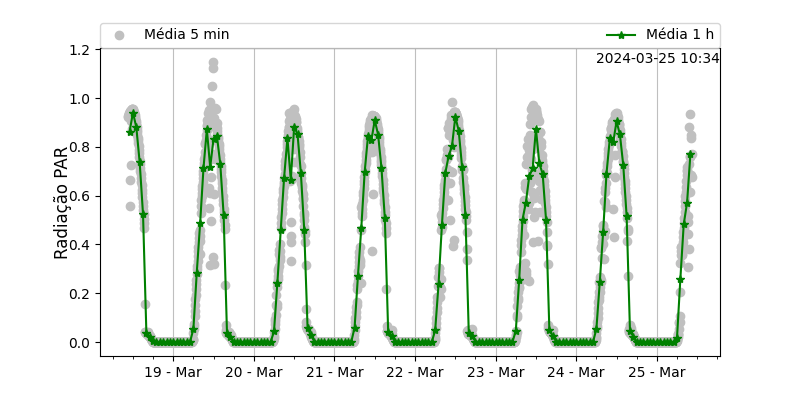 Média 5 min
Média 1 h
2024-03-25 10:34
Radiação PAR
1.2
1.0
0.8
0.6
0.4
0.2
0.0
19 - Mar
20 - Mar
21 - Mar
22 - Mar
23 - Mar
24 - Mar
25 - Mar